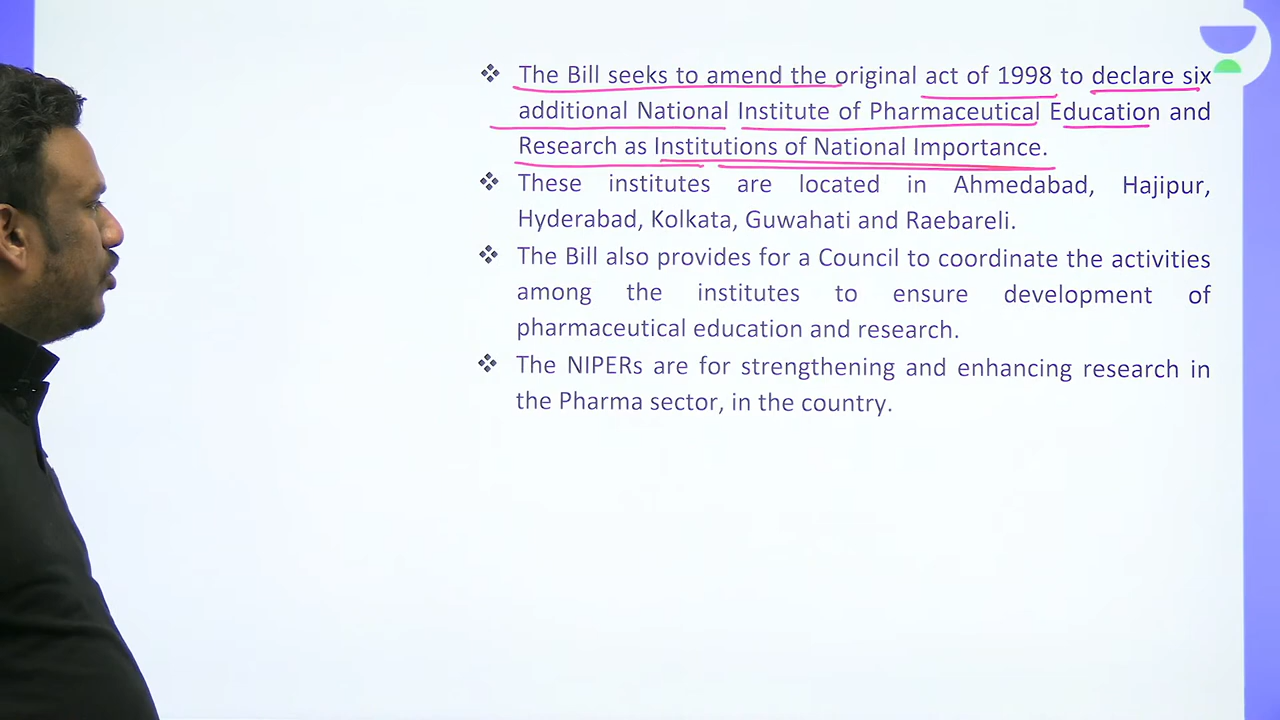 ❖ The Bill seeks to amend the original act of 1998 to declare six
additional National Institute of Pharmaceutical Education and
Research as Institutions of National Importance.
❖ These institutes are located in Ahmedabad, Hajipur,
Hyderabad, Kolkata, Guwahati and Raebareli.
❖ The Bill also provides for a Council to coordinate the activities
among the institutes to ensure development of
pharmaceutical education and research.
❖ The NIPERs are for strengthening and enhancing research in
the Pharma sector, in the country.